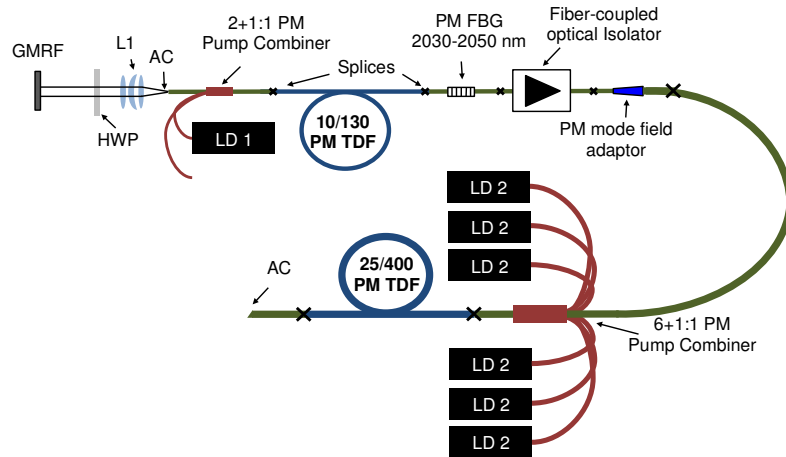 GMRF
L1
AC
HWP
2+1:1 PM
Pump Combiner
LD 1
Splices
10/130
PM TDF
PM FBG
2030-2050 nm
Fiber-coupled
optical Isolator
PM mode field
adaptor
LD 2
LD 2
LD 2
AC
25/400
PM TDF
6+1:1 PM
Pump Combiner
LD 2
LD 2
LD 2